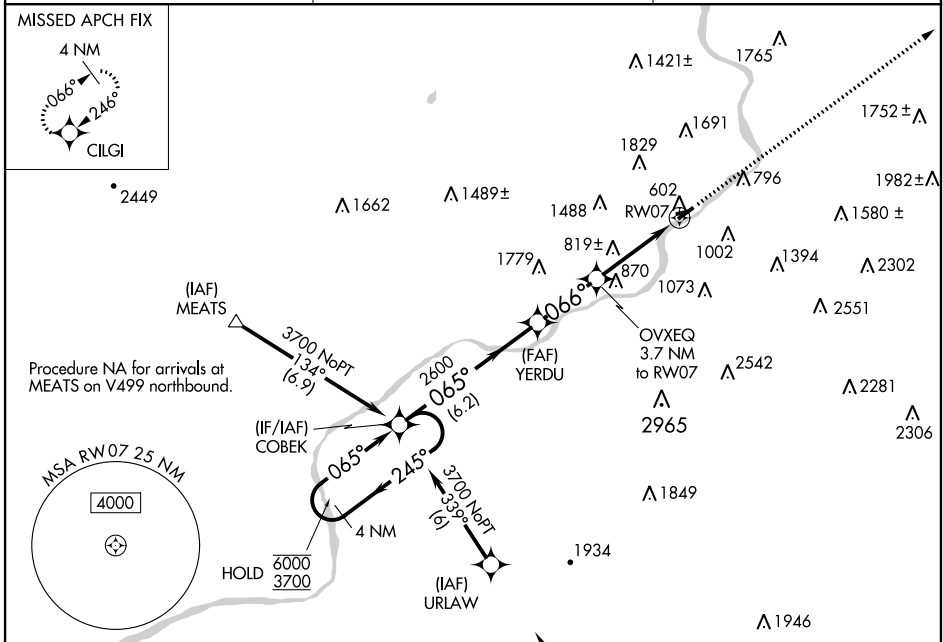 MISSED APCH FIX
4 NM
066°
246°
CILGI
1421±
1765
1752 ±
1691
1829
2449
1662
1489±
1488
602
RW07
796
1982±
1580 ±
819±
1779
870
1002
1394
2302
1073
2551
(IAF)
MEATS
3700 NoPT
134°
(6.9)
Procedure NA for arrivals at
MEATS on V499 northbound.
066°
(FAF)
YERDU
OVXEQ
3.7 NM
to RW07
2600
065°
(6.2)
2542
2281
2965
2306
(IF/IAF)
COBEK
065°
245°
4 NM
3700 NoPT
339°
(6)
MSA RW07 25 NM
4000
HOLD
6000
3700
1849
1934
(IAF)
URLAW
1946